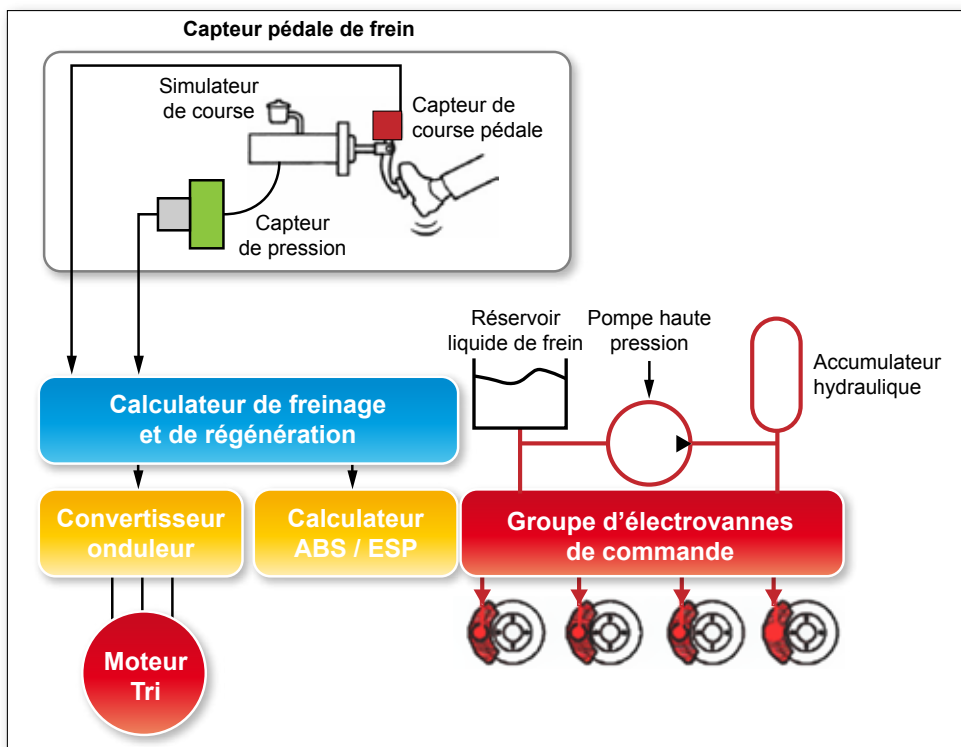 Capteur pédale de frein
Simulateur
de course
Capteur de
course pédale
Capteur
de pression
Réservoir
liquide de frein
Pompe haute
pression
Accumulateur
hydraulique
Calculateur de freinage
et de régénération
Convertisseur
onduleur
Calculateur
ABS / ESP
Groupe d'électrovannes
de commande
Moteur
Tri